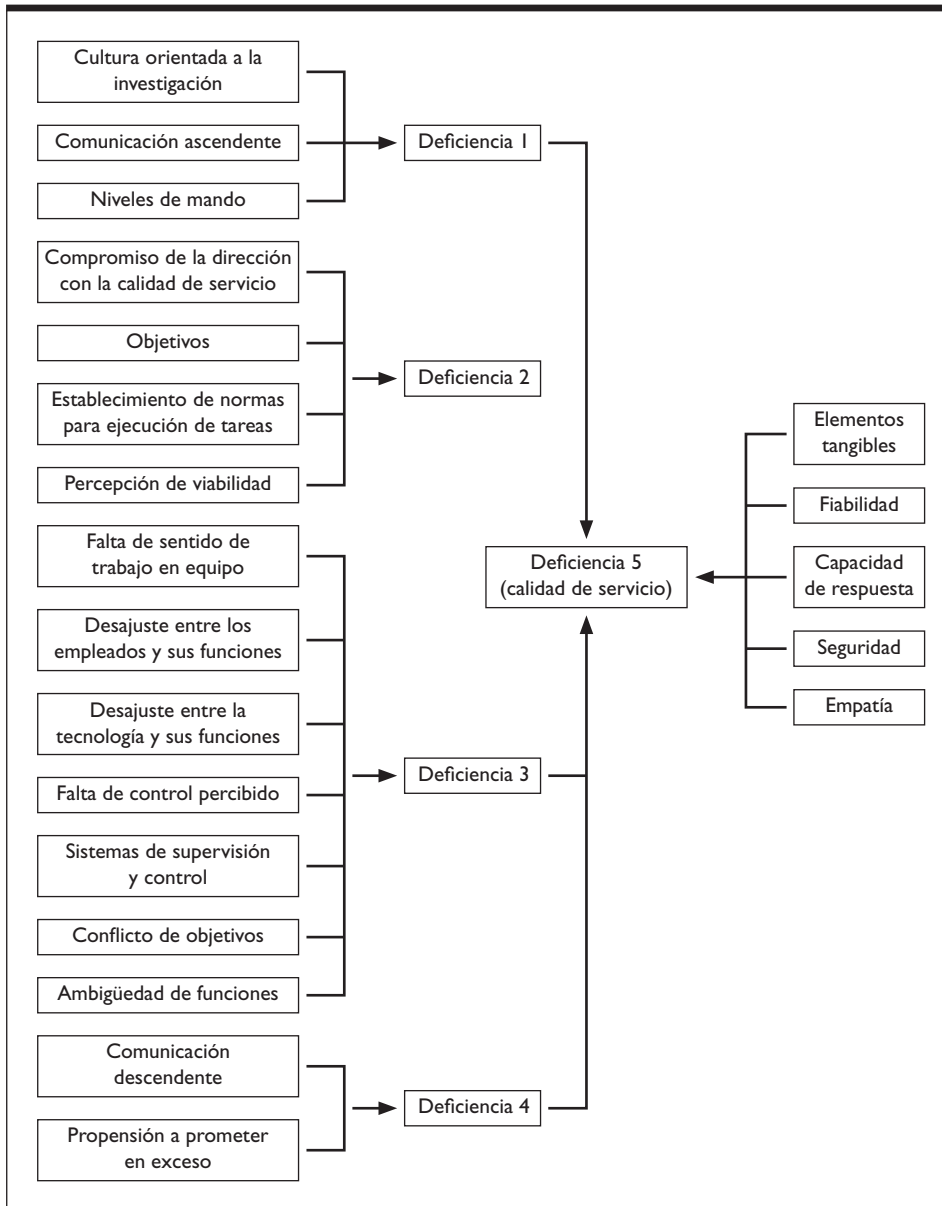 Cultura orientada a la
investigación
Comunicación ascendente
Niveles de mando
Deficiencia 1
Compromiso de la dirección
con la calidad de servicio
Objetivos
Establecimiento de normas
para ejecución de tareas
Percepción de viabilidad
Deficiencia 2
Falta de sentido de
trabajo en equipo
Desajuste entre los
empleados y sus funciones
Desajuste entre la
tecnología y sus funciones
Falta de control percibido
Sistemas de supervisión
y control
Conflicto de objetivos
Ambigüedad de funciones
Deficiencia 3
Comunicación
descendente
Propensión a prometer
en exceso
Deficiencia 4
Deficiencia 5
(calidad de servicio)
Elementos
tangibles
Fiabilidad
Capacidad
de respuesta
Seguridad
Empatía